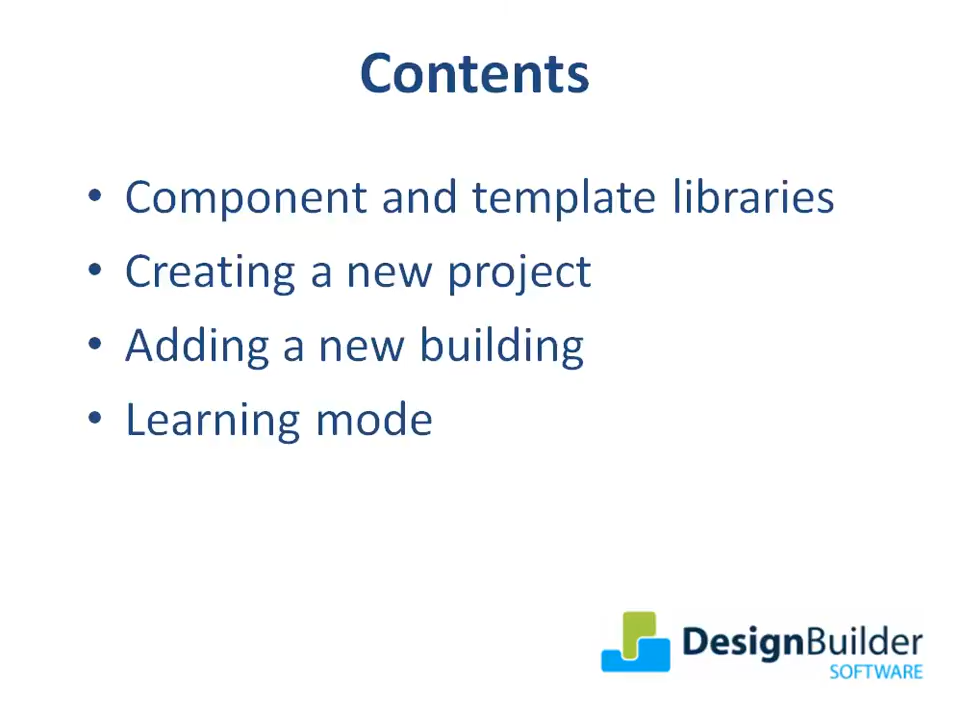 Contents
• Component and template libraries
• Creating a new project
• Adding a new building
• Learning mode
DesignBuilder
SOFTWARE